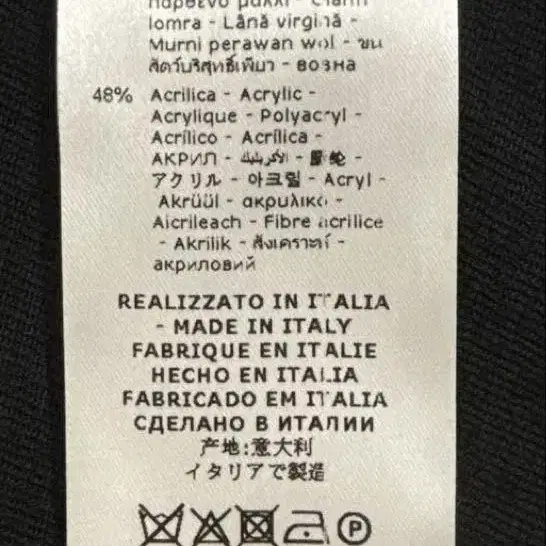 lomra - Lână virgină -
Murni perawan wol - ขน
สัตว์บริสุทธิ์เพียว - возна
48% Acrilica - Acrylic -
Acrylique - Polyacryl -
Acrílico - Acrílica -
АКРИЛ -
アクリル - 아크릴 - Acryl -
Akrüül - ακρυλικό -
Aicrileach - Fibre acrilice
- Akrilik - สังเคราะห์ -
акриловий
REALIZZATO IN ITALIA
- MADE IN ITALY
FABRIQUE EN ITALIE
HECHO EN ITALIA
FABRICADO EM ITALIA
СДЕЛАНО В ИТАЛИИ
产地:意大利
イタリアで製造
P